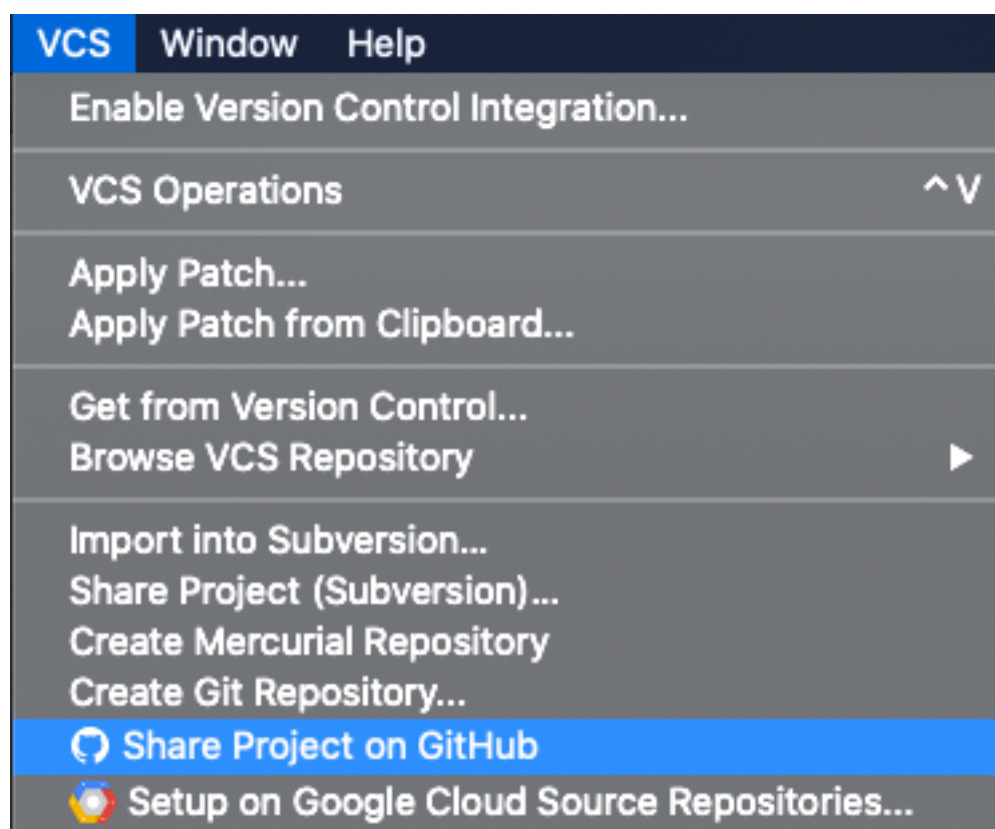 VCS Window Help
Enable Version Control Integration...
VCS Operations ^V
Apply Patch...
Apply Patch from Clipboard...
Get from Version Control...
Browse VCS Repository
Import into Subversion...
Share Project (Subversion)...
Create Mercurial Repository
Create Git Repository...
Share Project on GitHub
Setup on Google Cloud Source Repositories...